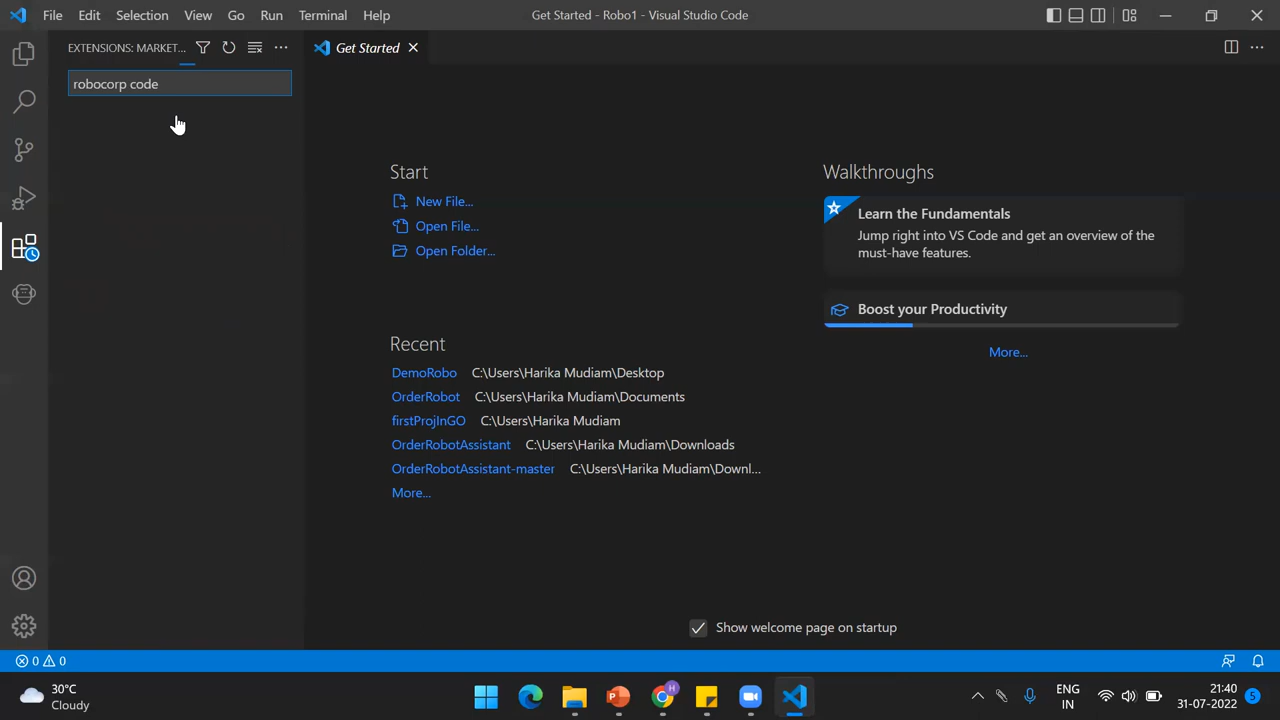 File Edit Selection View Go Run Terminal Help
Get Started - Robo1 - Visual Studio Code
EXTENSIONS: MARKET...
robocorp code
Get Started
Start
New File...
Open File...
Open Folder...
Recent
DemoRobo C:\Users\Harika Mudiam\Desktop
OrderRobot C:\Users\Harika Mudiam\Documents
firstProjInGO C:\Users\Harika Mudiam
OrderRobotAssistant C:\Users\Harika Mudiam\Downloads
OrderRobotAssistant-master C:\Users\Harika Mudiam\Downl...
More...
Walkthroughs
Learn the Fundamentals
Jump right into VS Code and get an overview of the
must-have features.
Boost your Productivity
More...
Show welcome page on startup
0 0
30°C
Cloudy
H
ENG
IN
21:40
31-07-2022
5